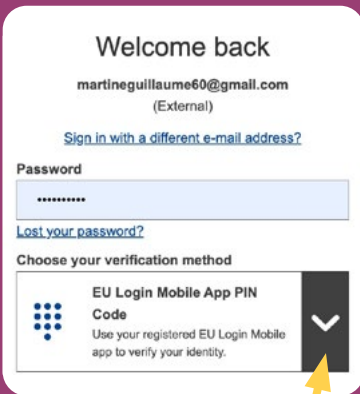 Welcome back
martineguillaume60@gmail.com
(External)
Sign in with a different e-mail address?
Password
••••••••••
Lost your password?
Choose your verification method
EU Login Mobile App PIN
Code
Use your registered EU Login Mobile
app to verify your identity.